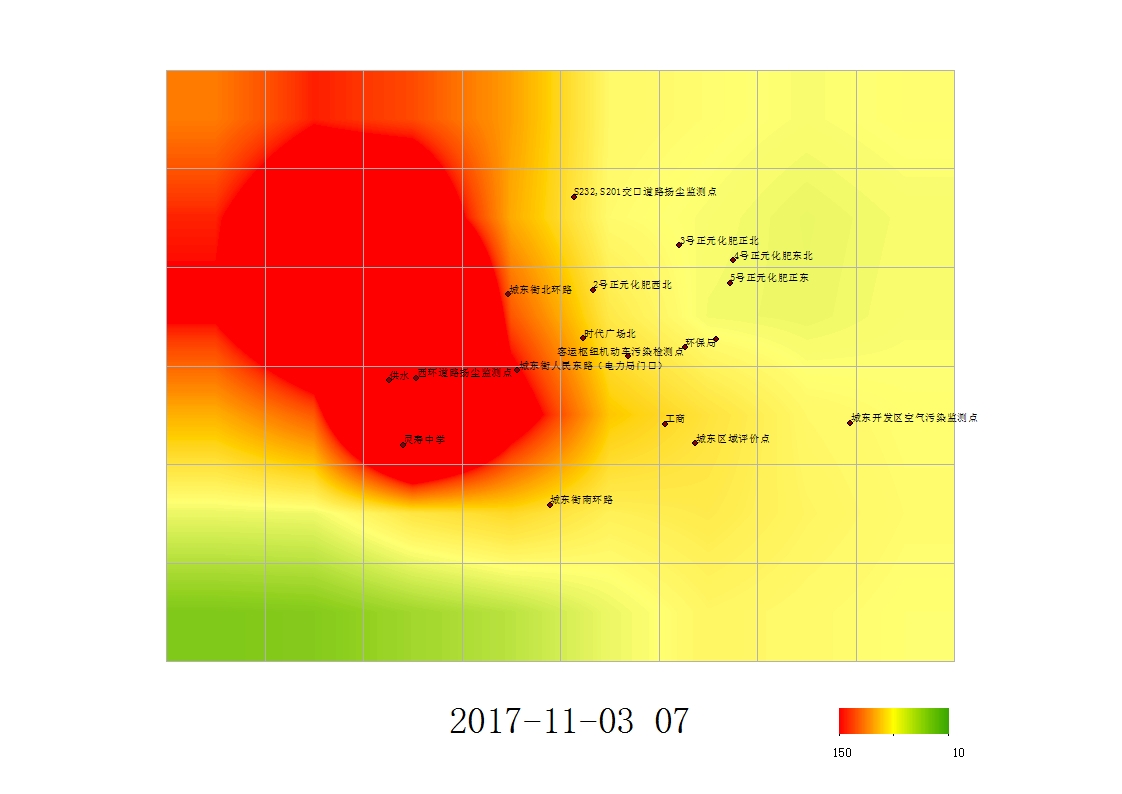 S232,S201交口道路扬尘监测点
3号正元化肥正北
4号正元化肥东北
5号正元化肥正东
2号正元化肥西北
城东街北环路
时代广场北
环保局
客运枢纽机动车污染检测点
城东街人民东路（电力局门口）
西环道路扬尘监测点
供水
工商
城东开发区空气污染监测点
城东区域评价点
灵寿中学
城东街南环路
2017-11-03 07
150 10